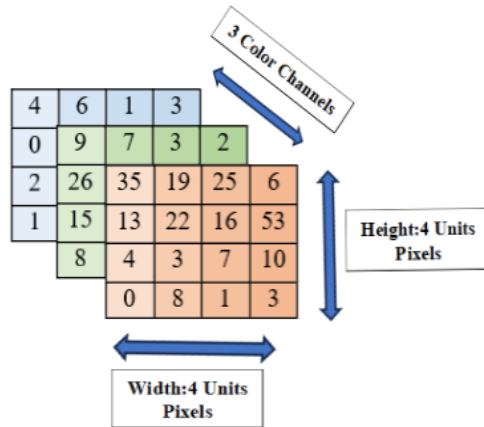 3 Color Channels
4 6 1 3
0 9 7 3 2
2 26 35 19 25 6
1 15 13 22 16 53
8 4 3 7 10
0 8 1 3
Height:4 Units
Pixels
Width:4 Units
Pixels